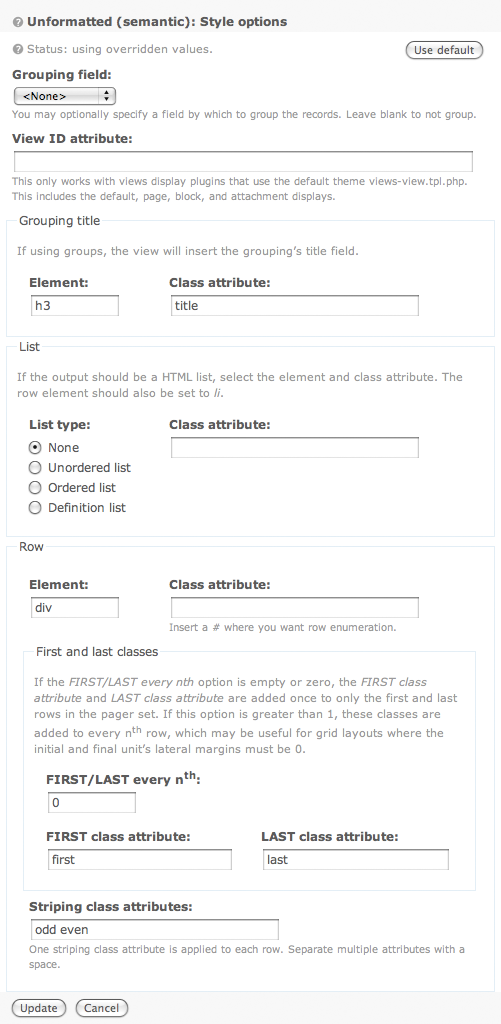 Unformatted (semantic): Style options
Status: using overridden values.
Use default
Grouping field:
<None>
You may optionally specify a field by which to group the records. Leave blank to not group.
View ID attribute:
This only works with views display plugins that use the default theme views-view.tpl.php.
This includes the default, page, block, and attachment displays.
Grouping title
If using groups, the view will insert the grouping's title field.
Element: Class attribute:
h3 title
List
If the output should be a HTML list, select the element and class attribute. The
row element should also be set to li.
List type: Class attribute:
None
Unordered list
Ordered list
Definition list
Row
Element: Class attribute:
div
Insert a # where you want row enumeration.
First and last classes
If the FIRST/LAST every nth option is empty or zero, the FIRST class
attribute and LAST class attribute are added once to only the first and last
rows in the pager set. If this option is greater than 1, these classes are
added to every nth row, which may be useful for grid layouts where the
initial and final unit's lateral margins must be 0.
FIRST/LAST every nth:
0
FIRST class attribute: LAST class attribute:
first last
Striping class attributes:
odd even
One striping class attribute is applied to each row. Separate multiple attributes with a
space.
Update Cancel